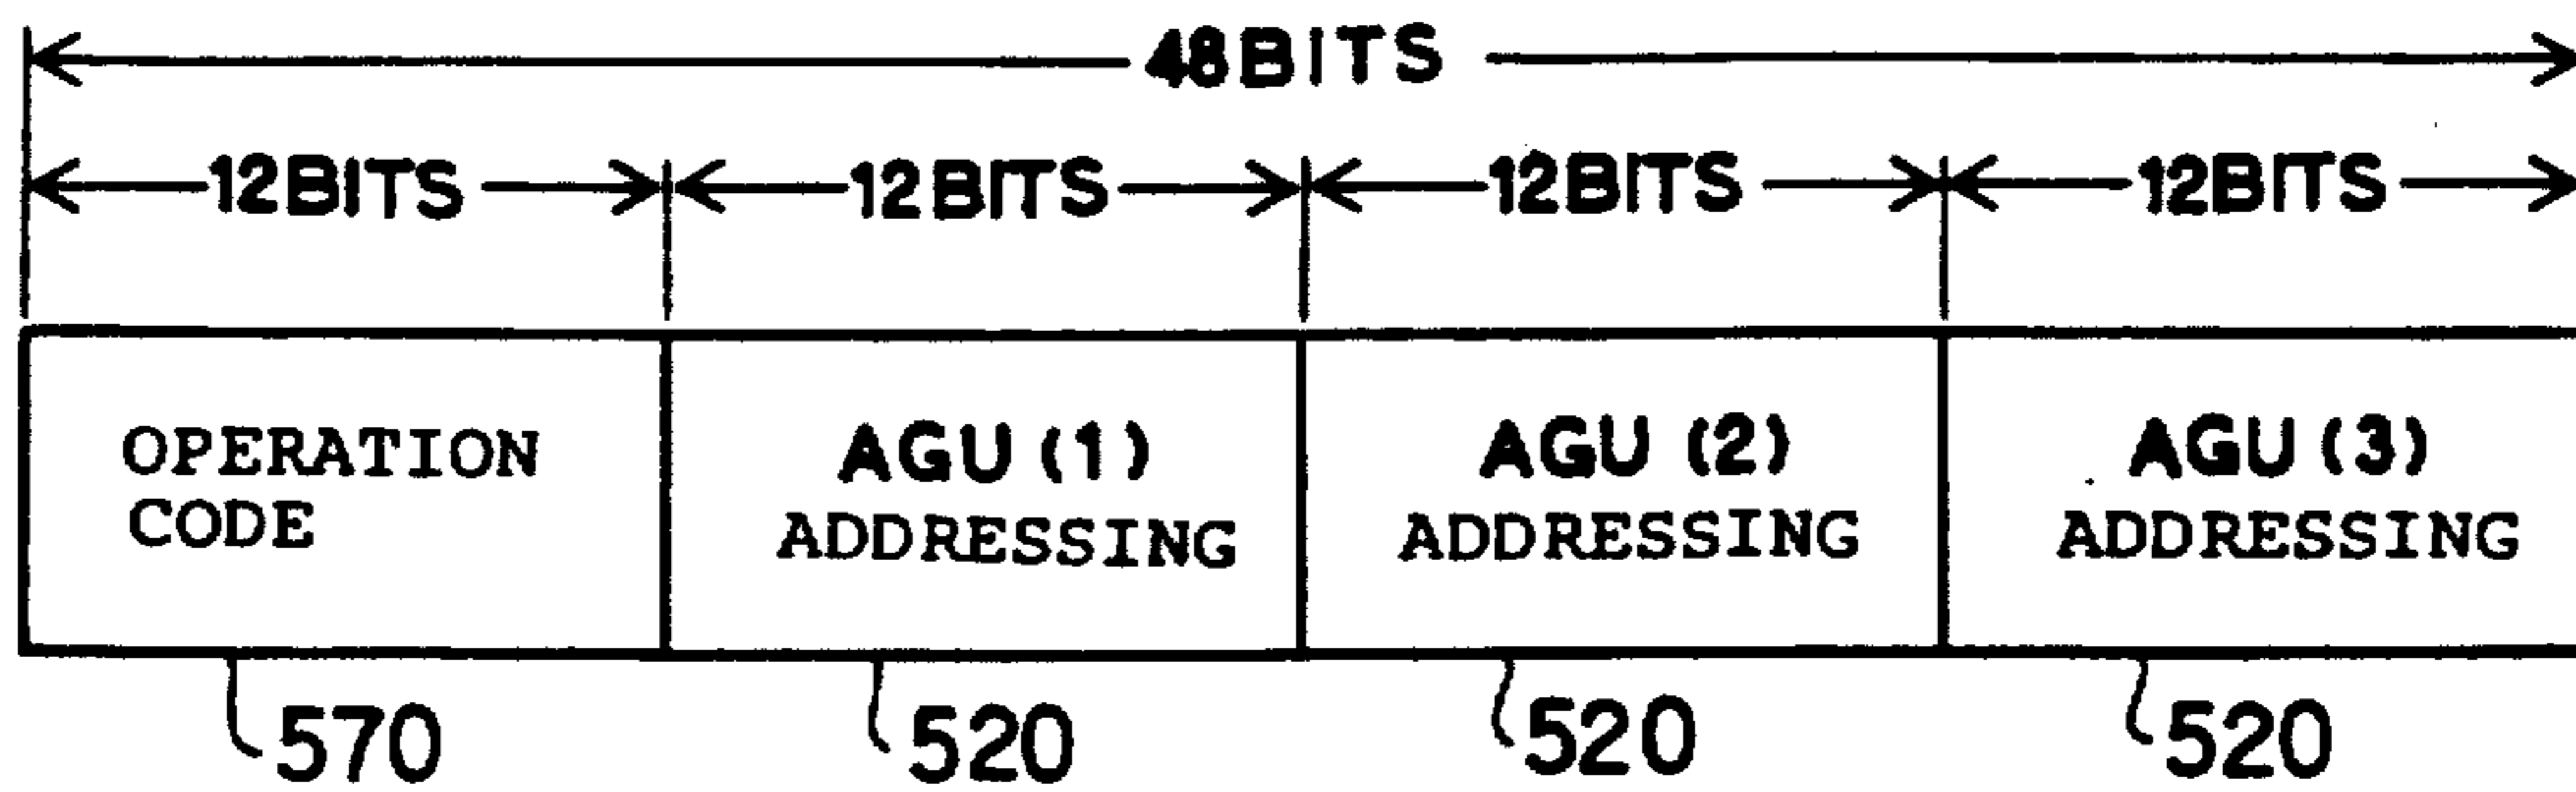 48BITS
12BITS 12BITS 12BITS 12BITS
OPERATION
CODE
AGU (1)
ADDRESSING
AGU (2)
ADDRESSING
AGU (3)
ADDRESSING
570 520 520 520